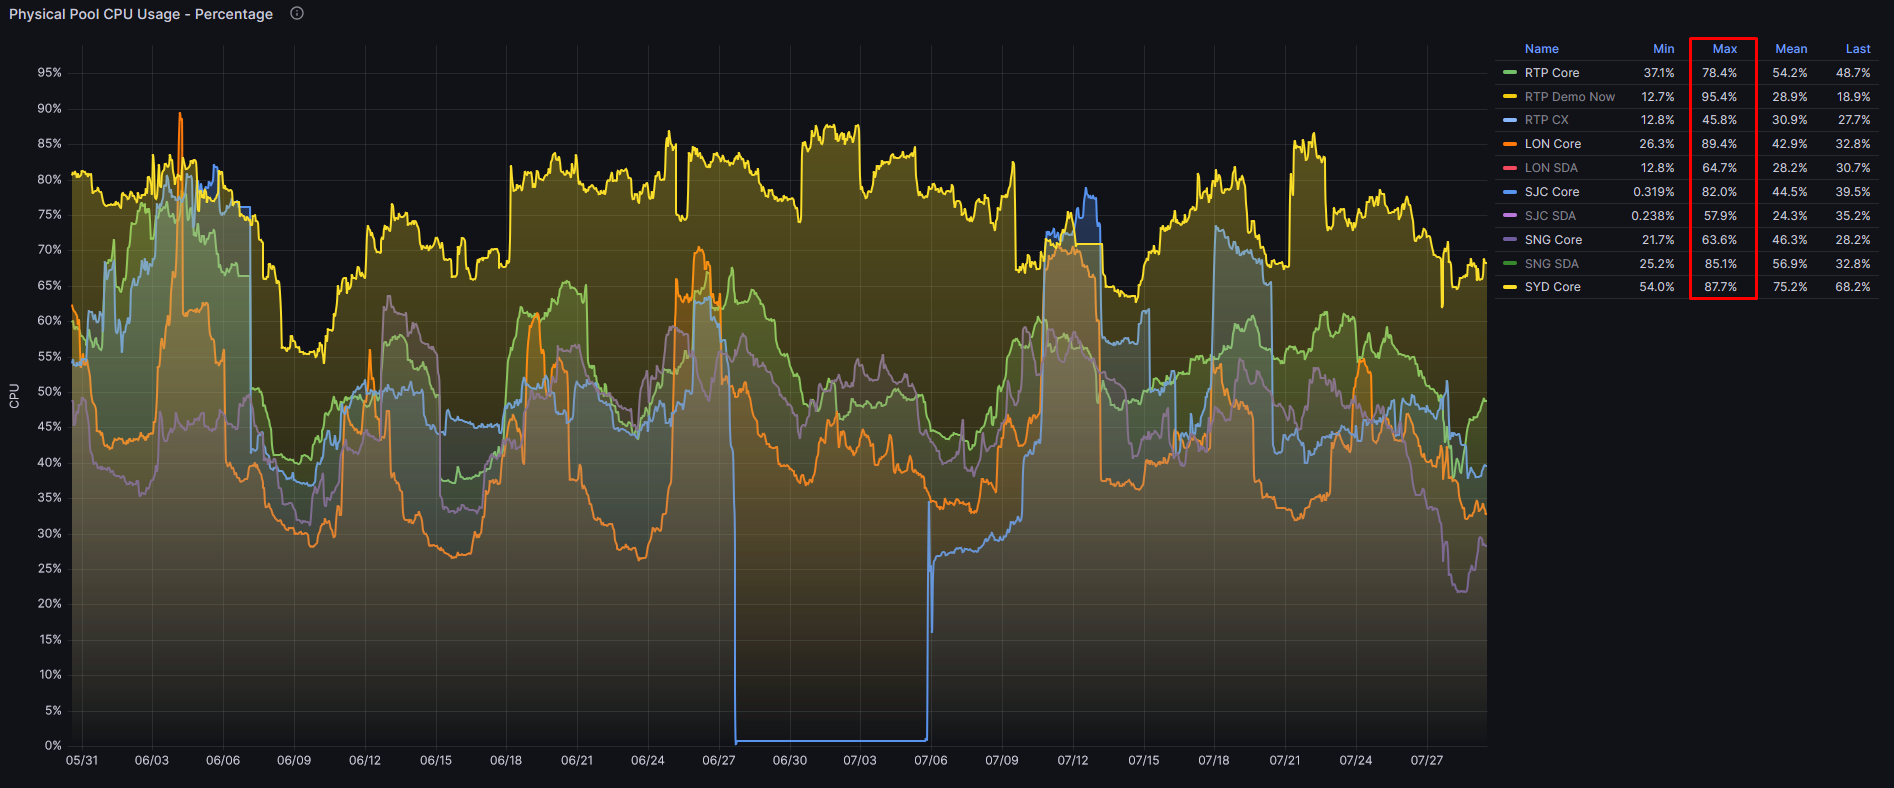 Physical Pool CPU Usage - Percentage
Name Min Max Mean Last
RTP Core 37.1% 78.4% 54.2% 48.7%
RTP Demo Now 12.7% 95.4% 28.9% 18.9%
RTP CX 12.8% 45.8% 30.9% 27.7%
LON Core 26.3% 89.4% 42.9% 32.8%
LON SDA 12.8% 64.7% 28.2% 30.7%
SJC Core 0.319% 82.0% 44.5% 39.5%
SJC SDA 0.238% 57.9% 24.3% 35.2%
SNG Core 21.7% 63.6% 46.3% 28.2%
SNG SDA 25.2% 85.1% 56.9% 32.8%
SYD Core 54.0% 87.7% 75.2% 68.2%
95%
90%
85%
80%
75%
70%
65%
60%
55%
50%
45%
40%
35%
30%
25%
20%
15%
10%
5%
0%
CPU
05/31 06/03 06/06 06/09 06/12 06/15 06/18 06/21 06/24 06/27 06/30 07/03 07/06 07/09 07/12 07/15 07/18 07/21 07/24 07/27